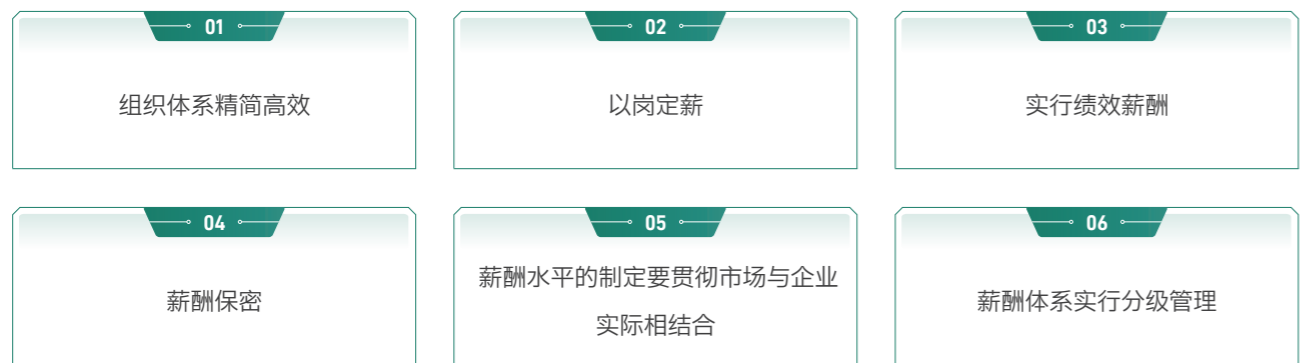 01
组织体系精简高效
02
以岗定薪
03
实行绩效薪酬
04
薪酬保密
05
薪酬水平的制定要贯彻市场与企业
实际相结合
06
薪酬体系实行分级管理